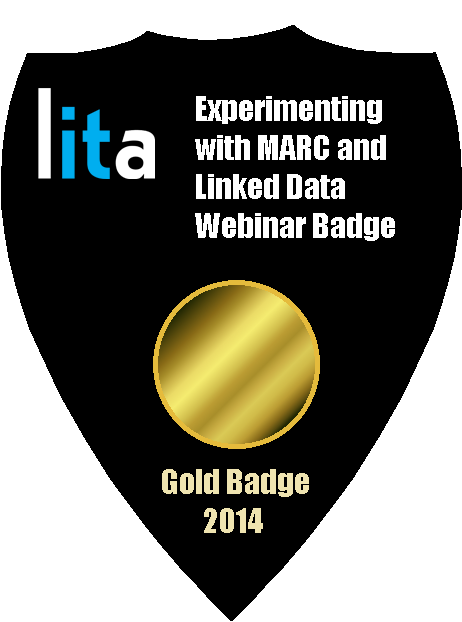 lita
Experimenting
with MARC and
Linked Data
Webinar Badge
Gold Badge
2014